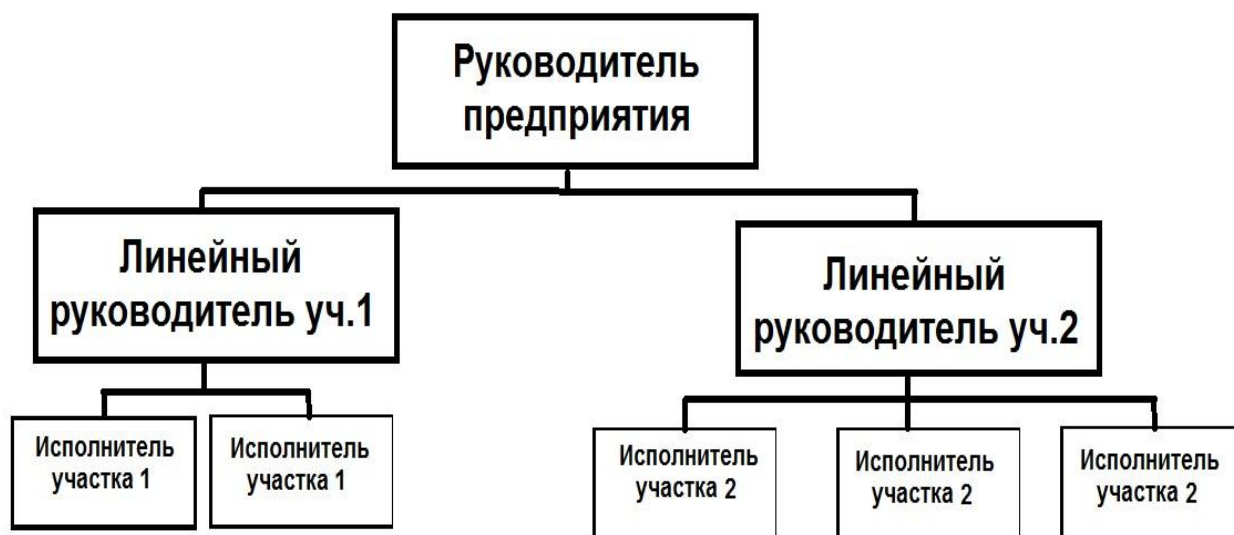 Руководитель
предприятия
Линейный
руководитель уч.1
Линейный
руководитель уч.2
Исполнитель
участка 1
Исполнитель
участка 1
Исполнитель
участка 2
Исполнитель
участка 2
Исполнитель
участка 2